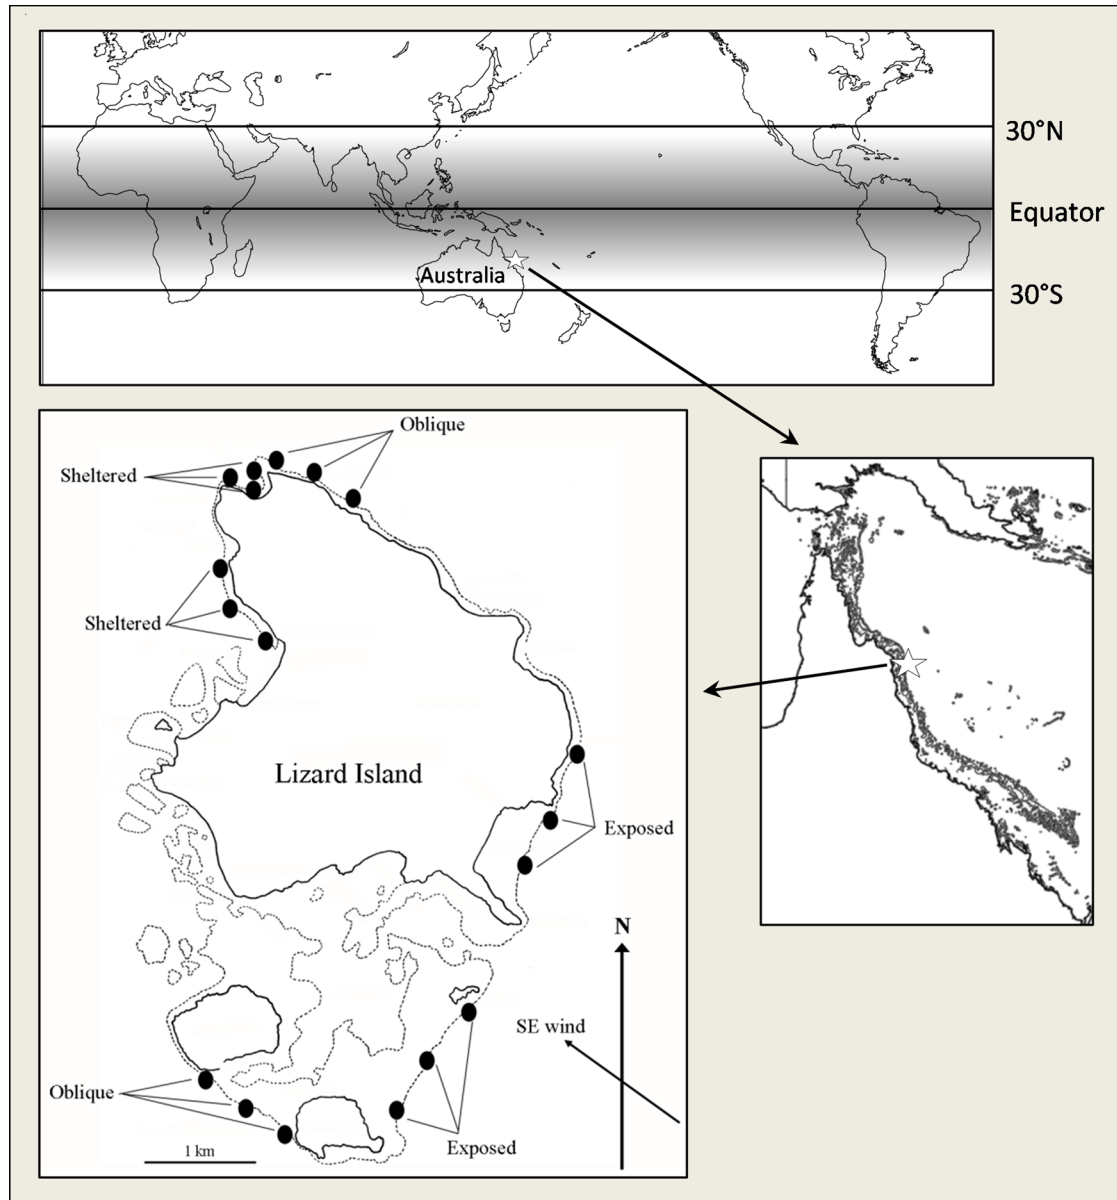 30°N
Equator
Australia
30°S
Oblique
Sheltered
Sheltered
Lizard Island
Exposed
N
SE wind
Oblique
1 km
Exposed